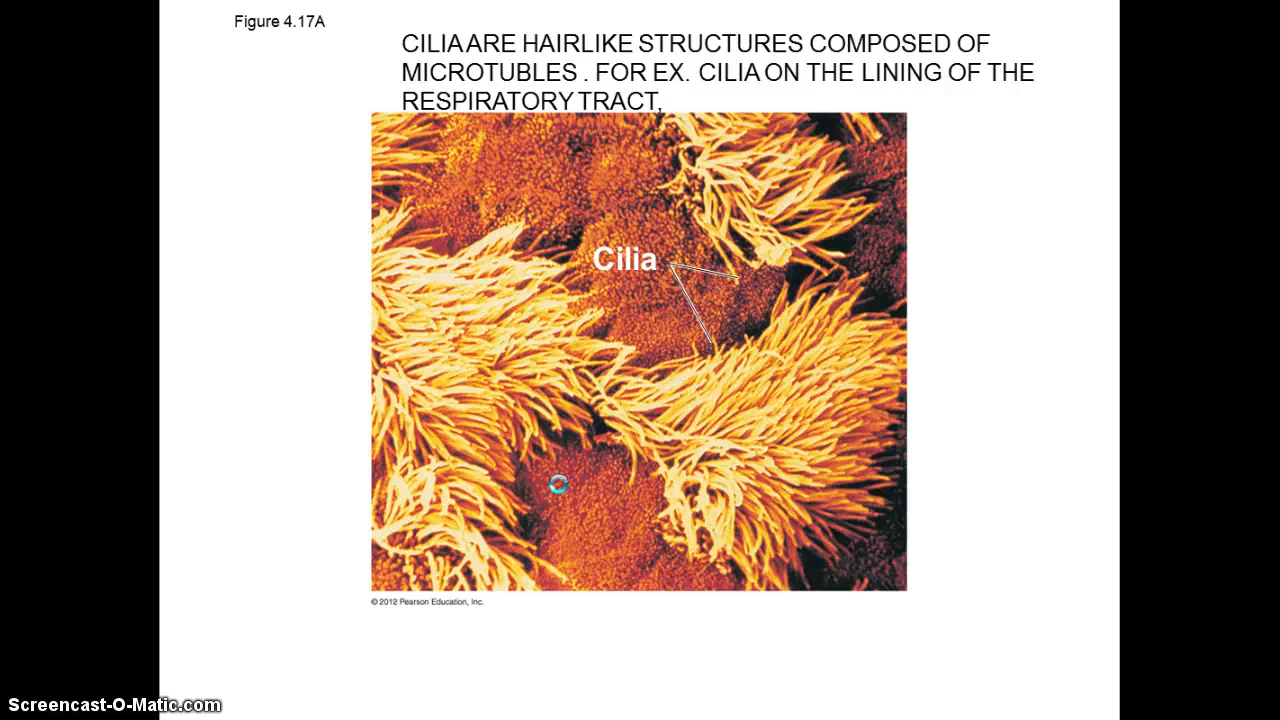 Figure 4.17A
CILIA ARE HAIRLIKE STRUCTURES COMPOSED OF
MICROTUBLES . FOR EX. CILIA ON THE LINING OF THE
RESPIRATORY TRACT,
Cilia
© 2012 Pearson Education, Inc.
Screencast-O-Matic.com